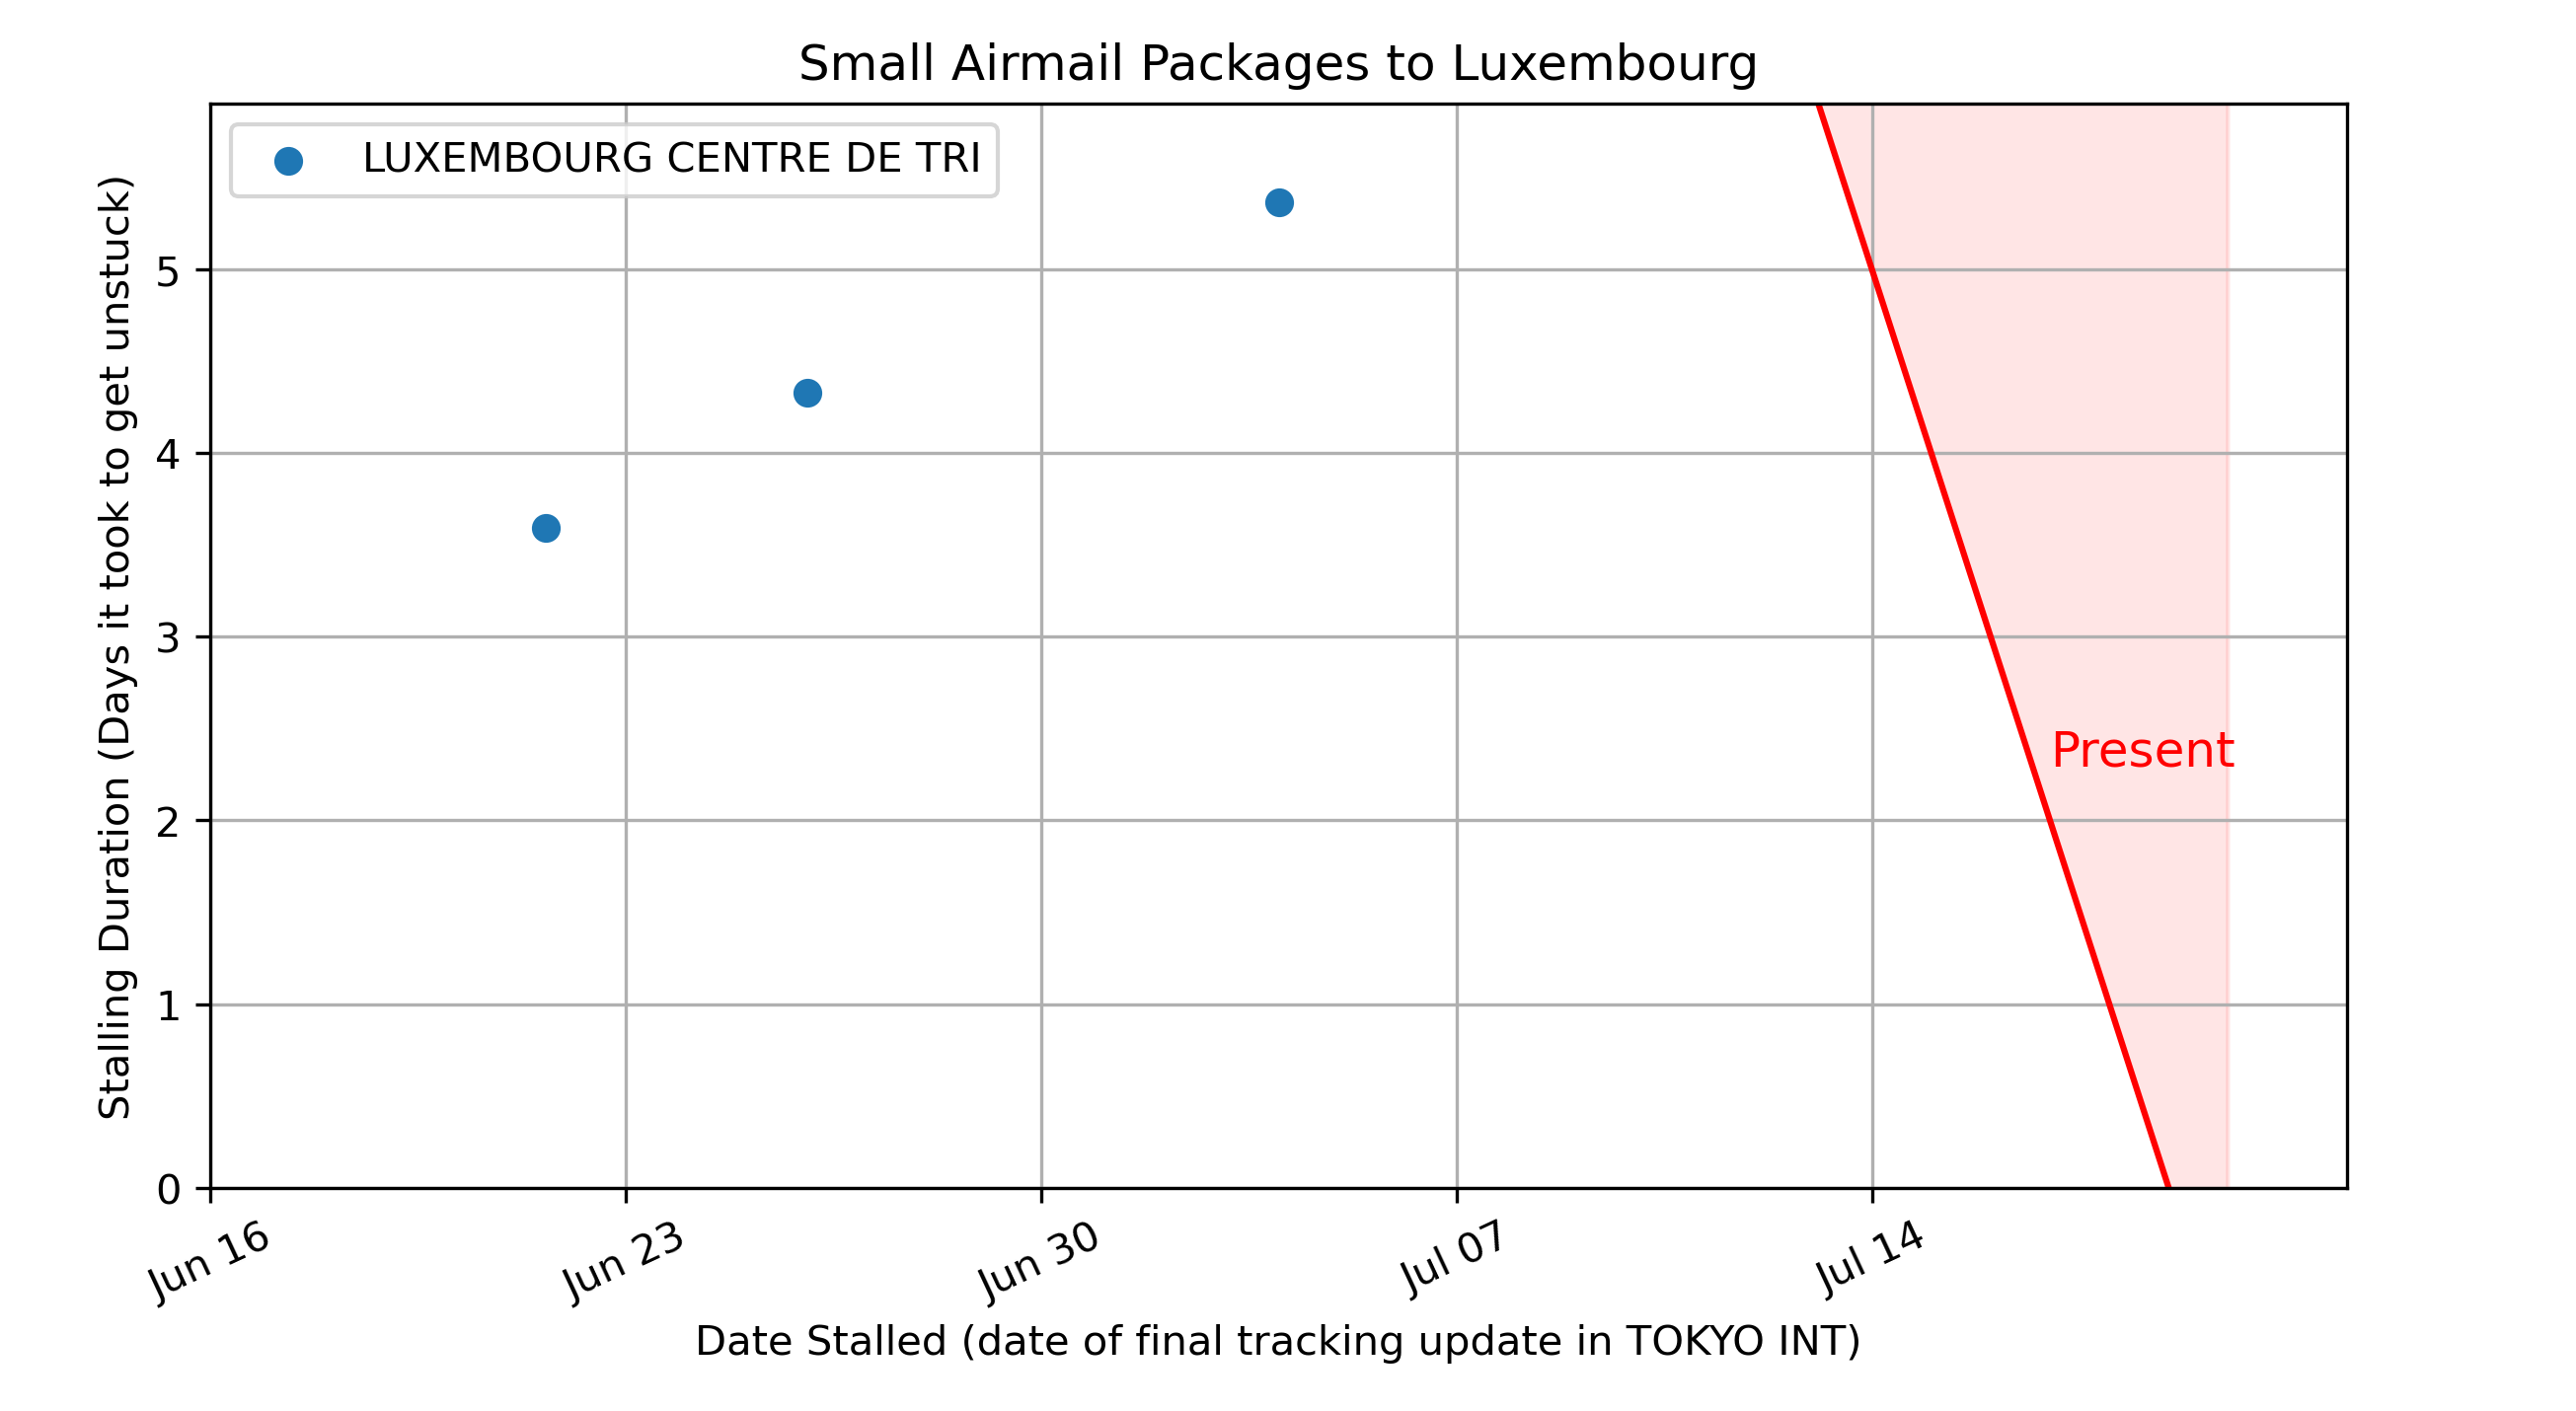 Small Airmail Packages to Luxembourg
LUXEMBOURG CENTRE DE TRI
Stalling Duration (Days it took to get unstuck)
5
4
3
2
1
0
Present
Jun 16
Jun 23
Jun 30
Jul 07
Jul 14
Date Stalled (date of final tracking update in TOKYO INT)